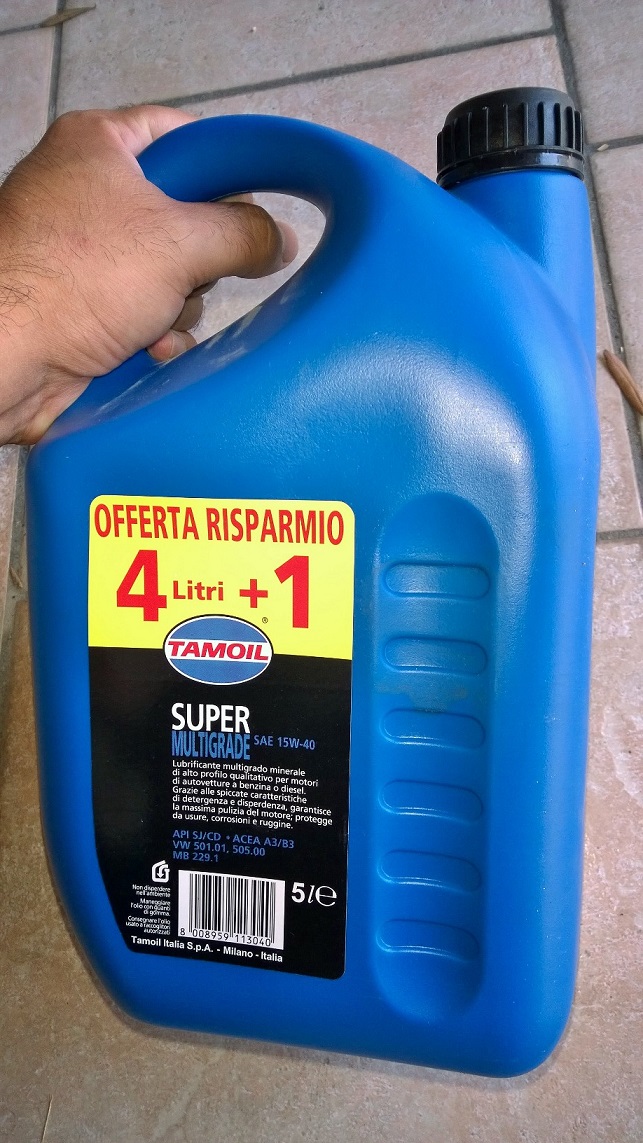 OFFERTA RISPARMIO
4 Litri + 1
TAMOIL®
SUPER
MULTIGRADE SAE 15W-40
Lubrificante multigrado minerale
di alto profilo qualitativo per motori
di autovetture a benzina o diesel.
Grazie alle spiccate caratteristiche
di detergenza e disperdenza, garantisce
la massima pulizia del motore; protegge
da usure, corrosioni e ruggine.
API SJ/CD • ACEA A3/B3
VW 501.01, 505.00
MB 229.1
Non disperdere
nell'ambiente
Maneggiare
l'olio con guanti
di gomma.
Consegnare l'olio
usato ai raccoglitori
autorizzati
5 l ℮
8 008959 113040
Tamoil Italia S.p.A. - Milano - Italia